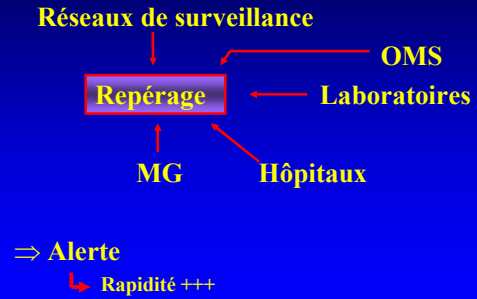 Réseaux de surveillance
OMS
Repérage
Laboratoires
MG
Hôpitaux
⇒ Alerte
Rapidité +++